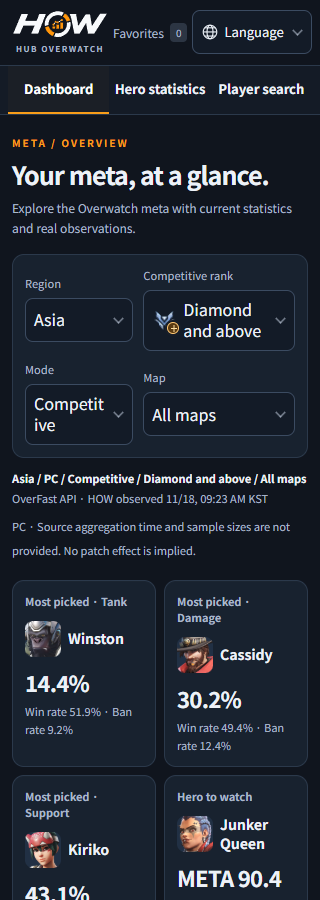 HOW
HUB OVERWATCH
Favorites 0
Language
Dashboard
Hero statistics
Player search
META / OVERVIEW
Your meta, at a glance.
Explore the Overwatch meta with current statistics
and real observations.
Region
Asia
Competitive rank
Diamond
and above
Mode
Competit
ive
Map
All maps
Asia / PC / Competitive / Diamond and above / All maps
OverFast API · HOW observed 11/18, 09:23 AM KST
PC · Source aggregation time and sample sizes are not
provided. No patch effect is implied.
Most picked · Tank
Winston
14.4%
Win rate 51.9% · Ban
rate 9.2%
Most picked ·
Damage
Cassidy
30.2%
Win rate 49.4% · Ban
rate 12.4%
Most picked ·
Support
Kiriko
43.1%
Hero to watch
Junker
Queen
META 90.4